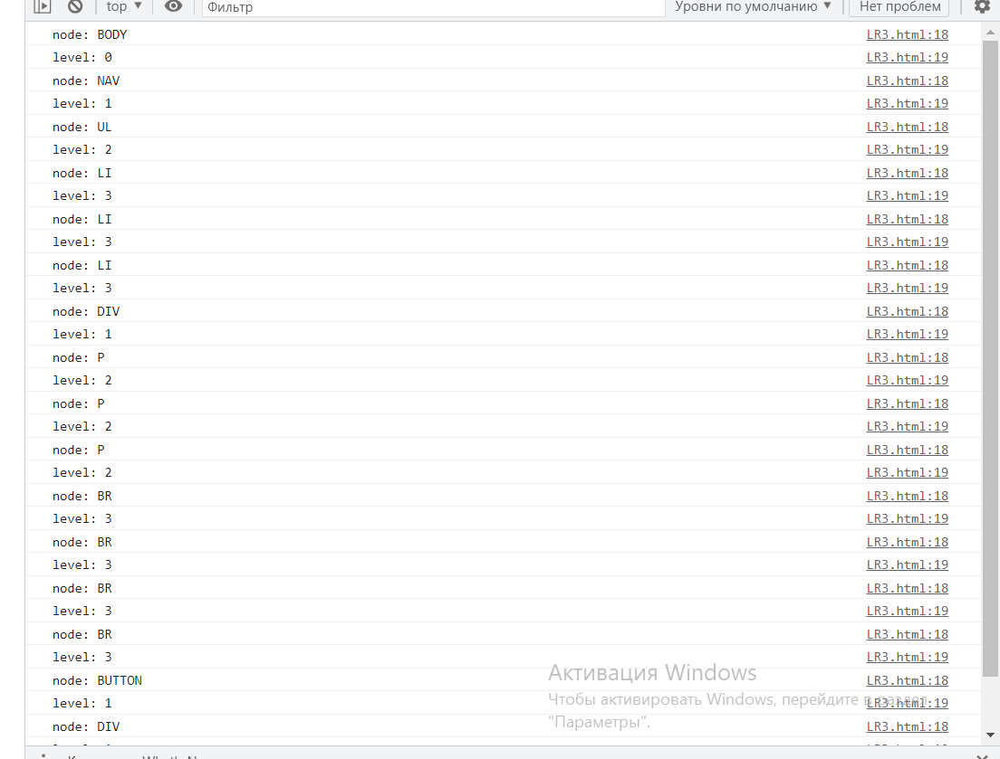 top ▼ Фильтр Уровни по умолчанию ▼ Нет проблем
node: BODY LR3.html:18
level: 0 LR3.html:19
node: NAV LR3.html:18
level: 1 LR3.html:19
node: UL LR3.html:18
level: 2 LR3.html:19
node: LI LR3.html:18
level: 3 LR3.html:19
node: LI LR3.html:18
level: 3 LR3.html:19
node: LI LR3.html:18
level: 3 LR3.html:19
node: DIV LR3.html:18
level: 1 LR3.html:19
node: P LR3.html:18
level: 2 LR3.html:19
node: P LR3.html:18
level: 2 LR3.html:19
node: P LR3.html:18
level: 2 LR3.html:19
node: BR LR3.html:18
level: 3 LR3.html:19
node: BR LR3.html:18
level: 3 LR3.html:19
node: BR LR3.html:18
level: 3 LR3.html:19
node: BR LR3.html:18
level: 3 LR3.html:19
node: BUTTON LR3.html:18
level: 1 LR3.html:19
node: DIV LR3.html:18
Активация Windows
Чтобы активировать Windows, перейдите в раздел
"Параметры".